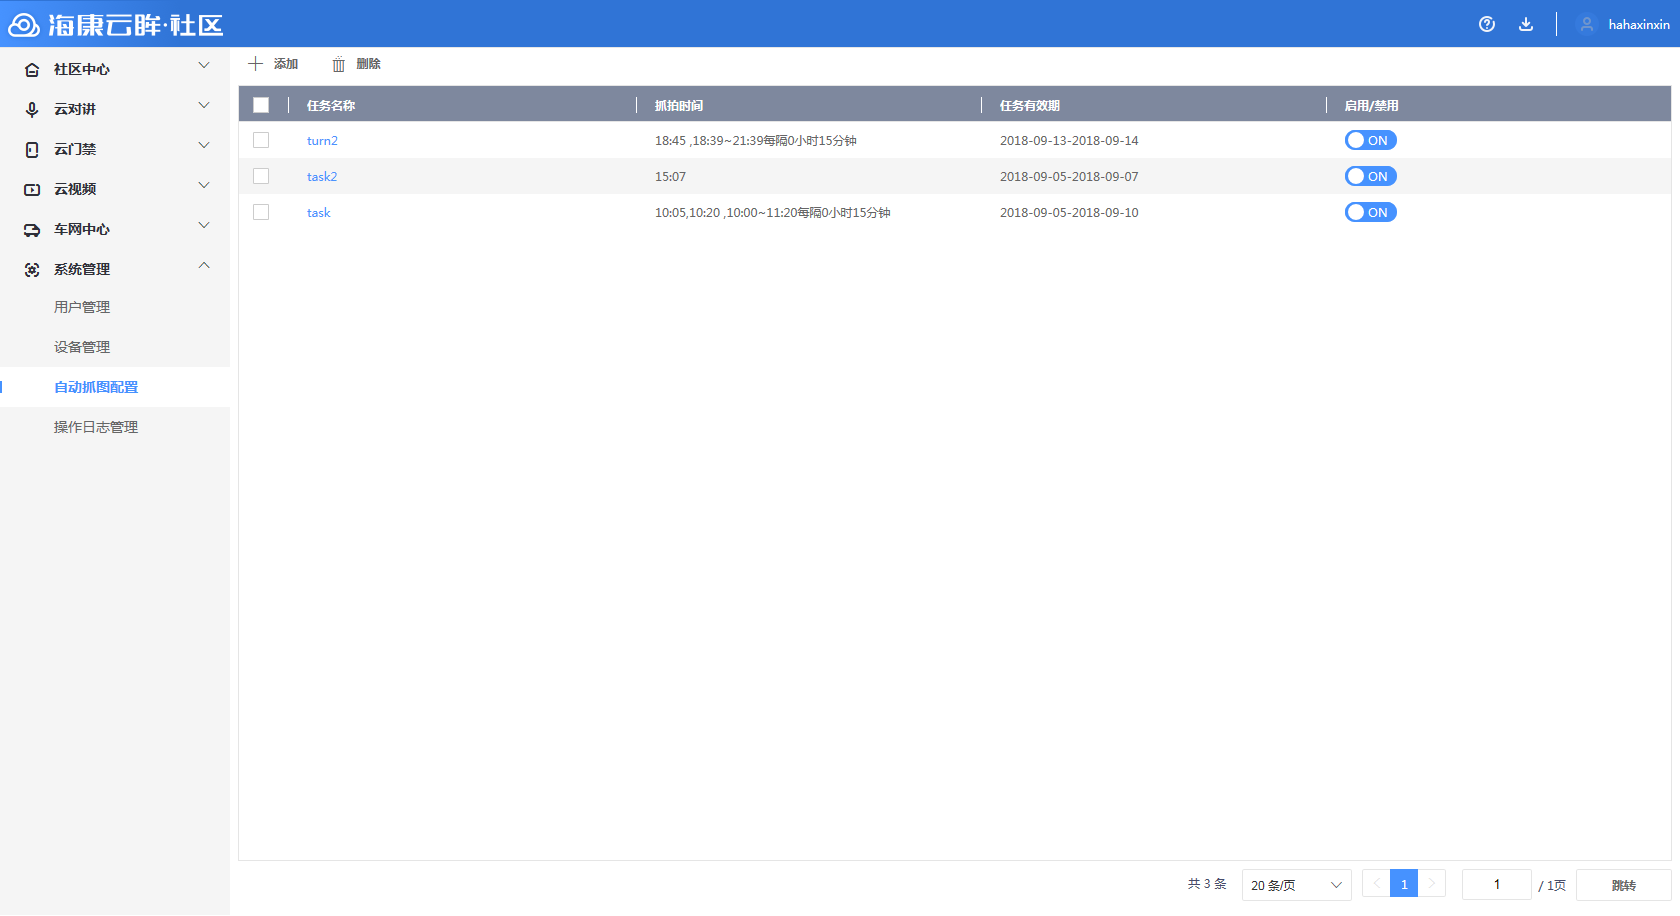 海康云眸·社区
hahaxinxin
社区中心
云对讲
云门禁
云视频
车网中心
系统管理
用户管理
设备管理
自动抓图配置
操作日志管理
添加 删除
任务名称 抓拍时间 任务有效期 启用/禁用
turn2 18:45 ,18:39~21:39每隔0小时15分钟 2018-09-13-2018-09-14 ON
task2 15:07 2018-09-05-2018-09-07 ON
task 10:05,10:20 ,10:00~11:20每隔0小时15分钟 2018-09-05-2018-09-10 ON
共 3 条 20 条/页 1 1 / 1页 跳转